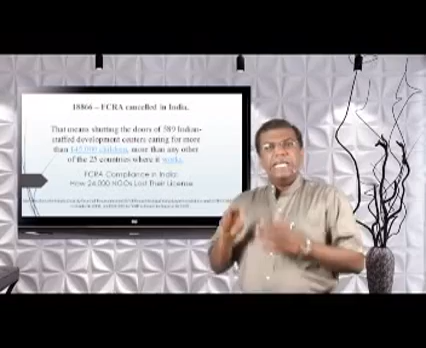 18866 – FCRA cancelled in India.
That means shutting the doors of 589 Indian-
staffed development centers caring for more
than 145,000 children, more than any other
of the 25 countries where it works.
FCRA Compliance in India:
How 24,000 NGOs Lost Their License